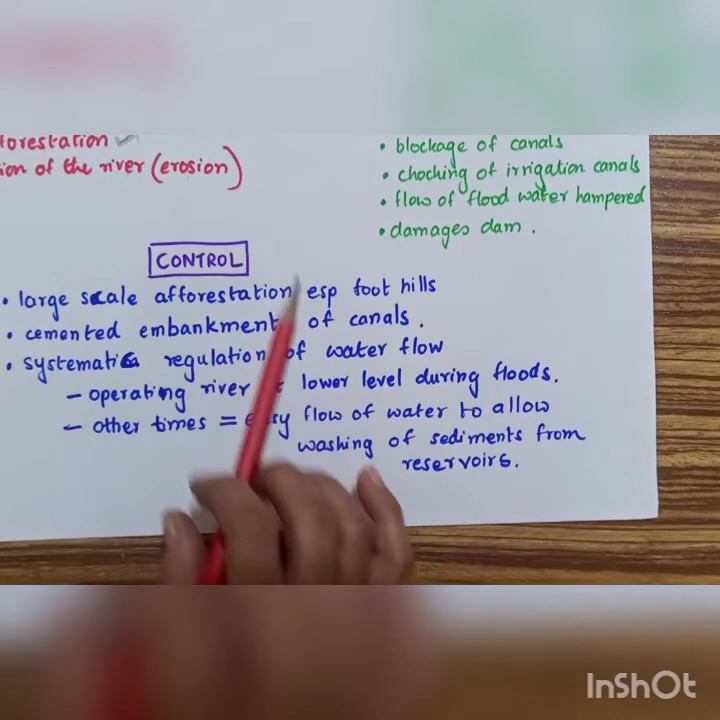 forestation
ion of the river (erosion)
• blockage of canals
• chocking of irrigation canals
• flow of flood water hampered
• damages dam.
CONTROL
• large scale afforestation esp foot hills
• cemented embankment of canals.
• systematic regulation of water flow
– operating river lower level during floods.
– other times = easy flow of water to allow
washing of sediments from
reservoirs.
InShOt